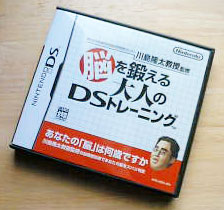 Nintendo
川島隆太教授監修
脳を鍛える
大人の
DSトレーニング
NINTENDO DS
あなたの「脳」は何歳ですか